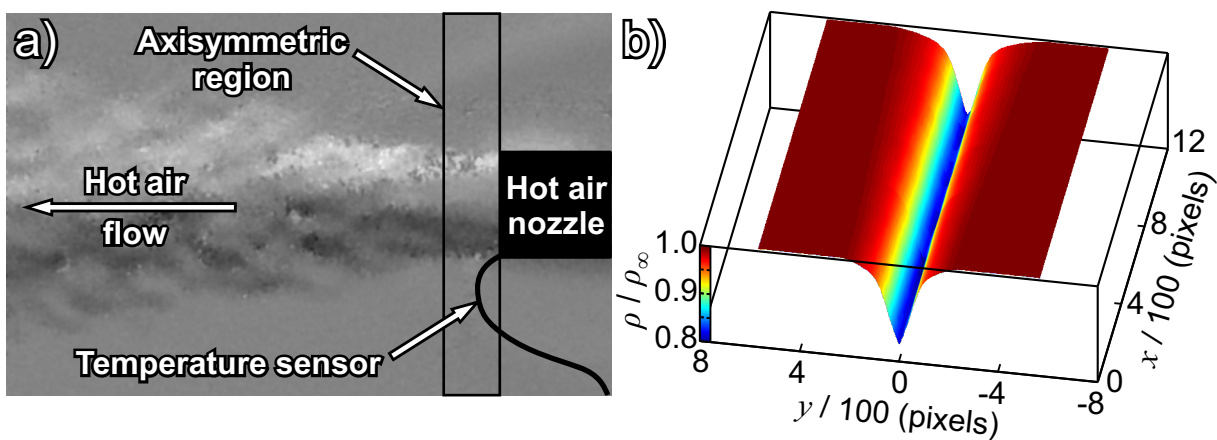 a)
Axisymmetric
region
Hot air
flow
Hot air
nozzle
Temperature sensor
b)
1.0
0.9
0.8
ρ / ρ∞
8
4
0
-4
-8
y / 100 (pixels)
0
4
8
12
x / 100 (pixels)